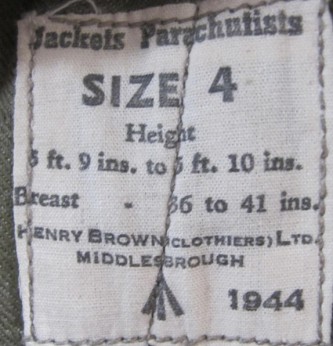 Jackets Parachutists
SIZE 4
Height
5 ft. 9 ins. to 5 ft. 10 ins.
Breast - 36 to 41 ins.
HENRY BROWN (CLOTHIERS) LTD.
MIDDLESBROUGH
1944